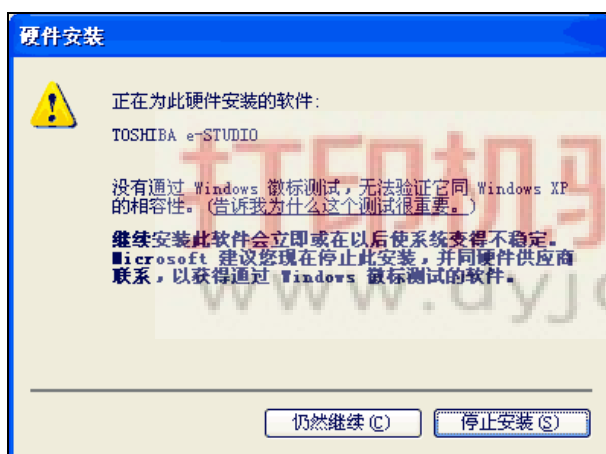 硬件安装
正在为此硬件安装的软件:
TOSHIBA e-STUDIO
没有通过 Windows 徽标测试，无法验证它同 Windows XP
的相容性。(告诉我为什么这个测试很重要。)
继续安装此软件会立即或在以后使系统变得不稳定。
Microsoft 建议您现在停止此安装，并同硬件供应商
联系，以获得通过 Windows 徽标测试的软件。
打印机驱
www.dyj
仍然继续(C)
停止安装(S)